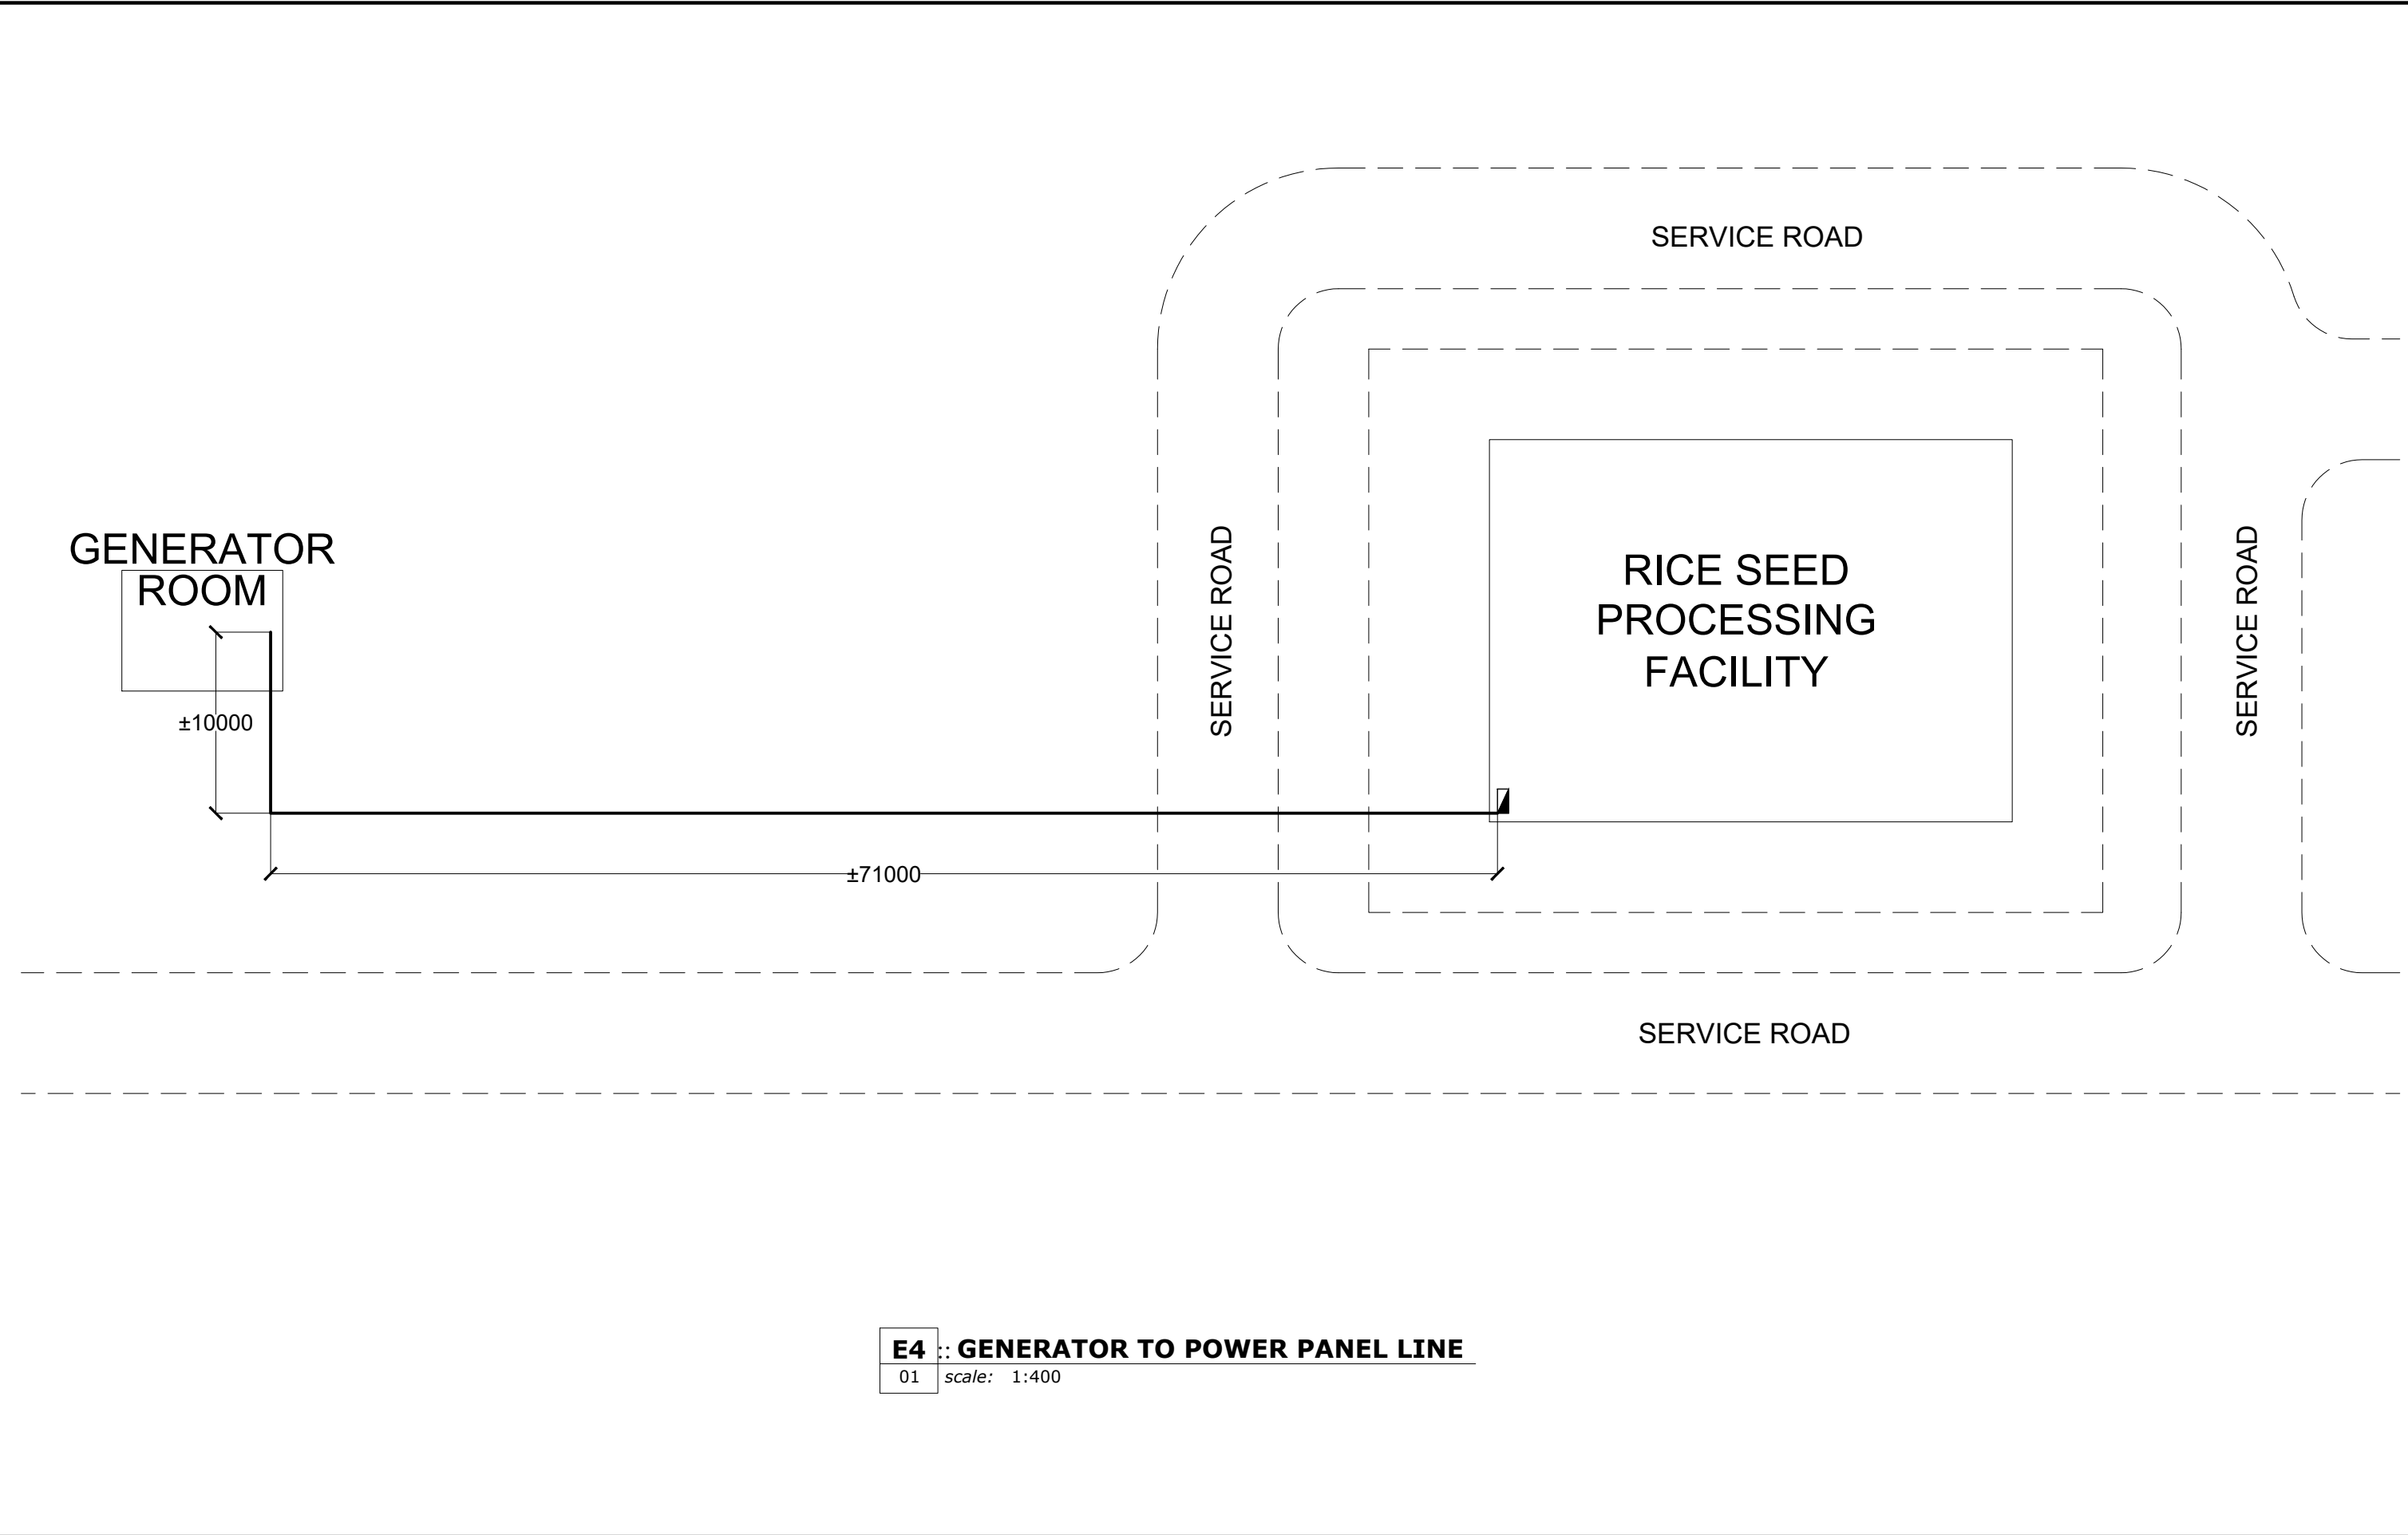 SERVICE ROAD
GENERATOR
ROOM
SERVICE ROAD
RICE SEED
PROCESSING
FACILITY
SERVICE ROAD
±10000
±71000
SERVICE ROAD
E4 :: GENERATOR TO POWER PANEL LINE
01 scale: 1:400